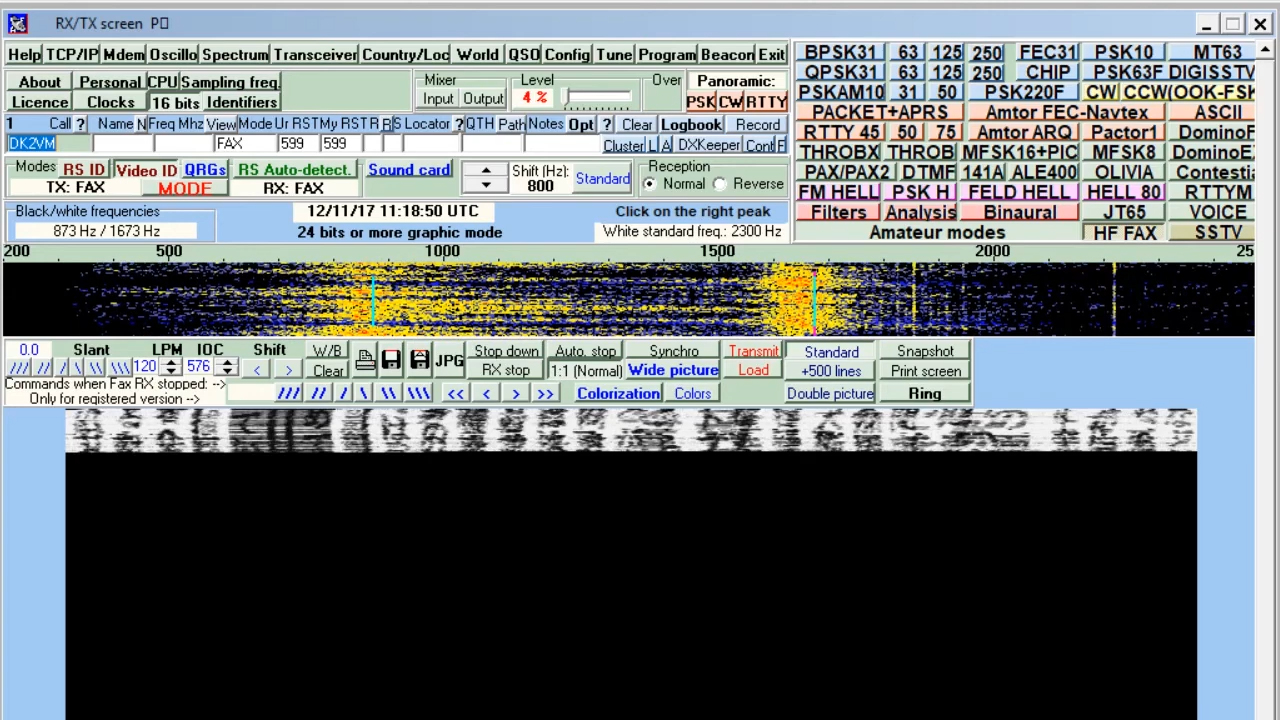 RX/TX screen P
Help TCP/IP Mdem Oscillo Spectrum Transceiver Country/Loc World QSO Config Tune Program Beacon Exit
About Personal CPU Sampling freq.
Licence Clocks 16 bits Identifiers
Mixer Level Over Panoramic:
Input Output 4 % PSK CW RTTY
1 Call ? Name N Freq Mhz View Mode Ur RST My RST R R S Locator ? QTH Path Notes Opt ? Clear Logbook Record
DK2VM FAX 599 599 Cluster L A DXKeeper Conf F
Modes RS ID Video ID QRGs RS Auto-detect. Sound card
TX: FAX MODE RX: FAX
Shift (Hz): 800 Standard
Reception
Normal Reverse
Black/white frequencies
873 Hz / 1673 Hz
12/11/17 11:18:50 UTC
24 bits or more graphic mode
Click on the right peak
White standard freq.: 2300 Hz
BPSK31 63 125 250 FEC31 PSK10 MT63
QPSK31 63 125 250 CHIP PSK63F DIGISSTV
PSKAM10 31 50 PSK220F CW CCW(OOK-FSK
PACKET+APRS Amtor FEC-Navtex ASCII
RTTY 45 50 75 Amtor ARQ Pactor1 DominoF
THROBX THROB MFSK16+PIC MFSK8 DominoE
PAX/PAX2 DTMF 141A ALE400 OLIVIA Contesti
FM HELL PSK H FELD HELL HELL 80 RTTYM
Filters Analysis Binaural JT65 VOICE
Amateur modes HF FAX SSTV
200 500 1000 1500 2000 25
0.0 Slant LPM IOC Shift W/B
/// // / \ \\ \\\ 120 576 < > Clear
JPG
Stop down Auto. stop Synchro Transmit Standard Snapshot
RX stop 1:1 (Normal) Wide picture Load +500 lines Print screen
Commands when Fax RX stopped: -->
Only for registered version -->
/// // / \ \\ \\\ << < > >> Colorization Colors Double picture Ring